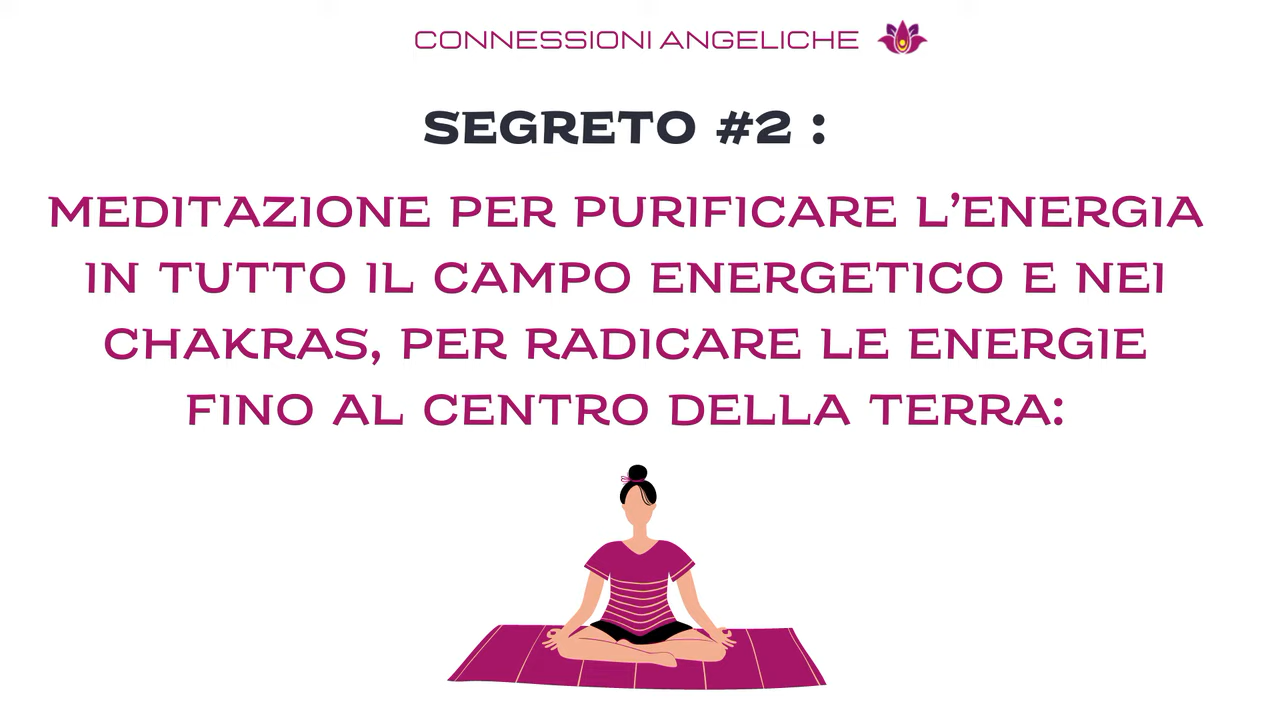 CONNESSIONI ANGELICHE
SEGRETO #2 :
MEDITAZIONE PER PURIFICARE L’ENERGIA
IN TUTTO IL CAMPO ENERGETICO E NEI
CHAKRAS, PER RADICARE LE ENERGIE
FINO AL CENTRO DELLA TERRA: